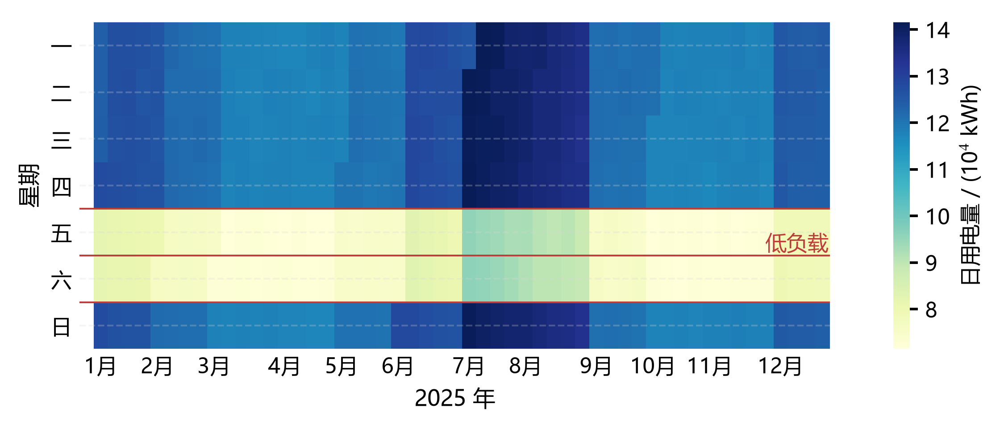 星期
一
二
三
四
五
六
日
低负载
1月 2月 3月 4月 5月 6月 7月 8月 9月 10月 11月 12月
2025 年
14
13
12
11
10
9
8
日用电量 / (10⁴ kWh)